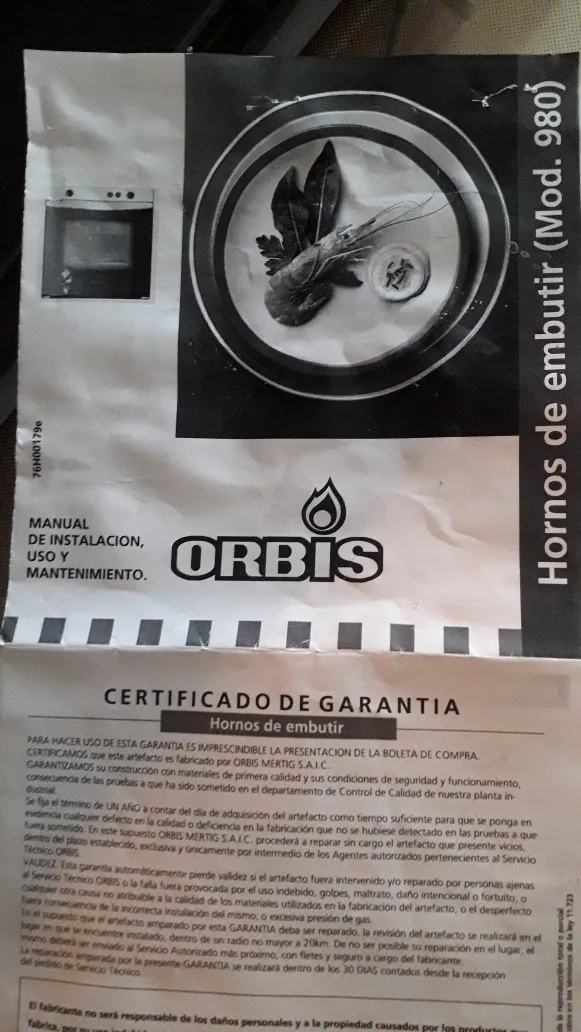 Hornos de embutir (Mod. 980)
76H00179e
MANUAL
DE INSTALACION,
USO Y
MANTENIMIENTO.
ORBIS
CERTIFICADO DE GARANTIA
Hornos de embutir
PARA HACER USO DE ESTA GARANTIA ES IMPRESCINDIBLE LA PRESENTACION DE LA BOLETA DE COMPRA.
CERTIFICAMOS que este artefacto es fabricado por ORBIS MERTIG S.A.I.C.
GARANTIZAMOS su construcción con materiales de primera calidad y sus condiciones de seguridad y funcionamiento,
consecuencia de las pruebas a que ha sido sometido en el departamento de Control de Calidad de nuestra planta in-
dustrial.
Se fija el término de UN AÑO a contar del día de adquisición del artefacto como tiempo suficiente para que se ponga en
evidencia cualquier defecto en la calidad o deficiencia en la fabricación que no se hubiese detectado en las pruebas a que
fuera sometido. En este supuesto ORBIS MERTIG S.A.I.C. procederá a reparar sin cargo el artefacto que presente vicios,
dentro del plazo establecido, exclusiva y únicamente por intermedio de los Agentes autorizados pertenecientes al Servicio
Técnico ORBIS.
VALIDEZ. Esta garantía automáticamente pierde validez si el artefacto fuera intervenido y/o reparado por personas ajenas
al Servicio Técnico ORBIS o la falla fuera provocada por el uso indebido, golpes, maltrato, daño intencional o fortuito, o
cualquier otra causa no atribuible a la calidad de los materiales utilizados en la fabricación del artefacto, o el desperfecto
fuera consecuencia de la incorrecta instalación del mismo; o excesiva presión de gas.
En el supuesto que el artefacto amparado por esta GARANTIA deba ser reparado, la revisión del artefacto se realizará en el
lugar en que se encuentre instalado, dentro de un radio no mayor a 20km. De no ser posible su reparación en el lugar, el
mismo deberá ser enviado al Servicio Autorizado más próximo, con fletes y seguro a cargo del fabricante.
La reparación amparada por la presente GARANTIA se realizará dentro de los 30 DIAS contados desde la recepción
del pedido de Servicio Técnico.
El fabricante no será responsable de los daños personales y a la propiedad causados por los productos
fabrica, por su uso
la reproducción total o parcial
en los términos de la ley 11.723